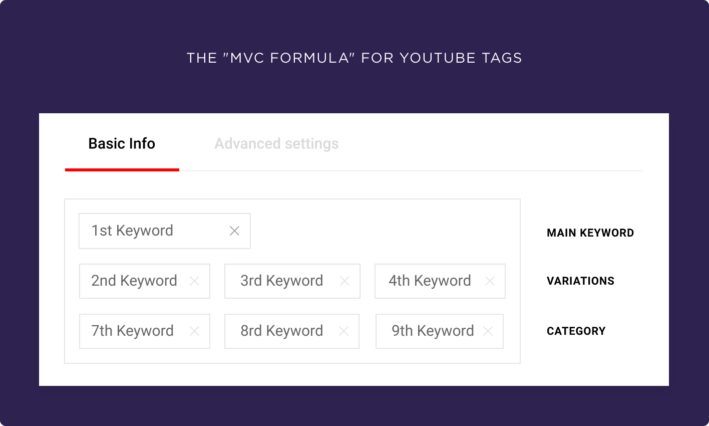 THE "MVC FORMULA" FOR YOUTUBE TAGS
Basic Info Advanced settings
1st Keyword MAIN KEYWORD
2nd Keyword 3rd Keyword 4th Keyword VARIATIONS
7th Keyword 8rd Keyword 9th Keyword CATEGORY